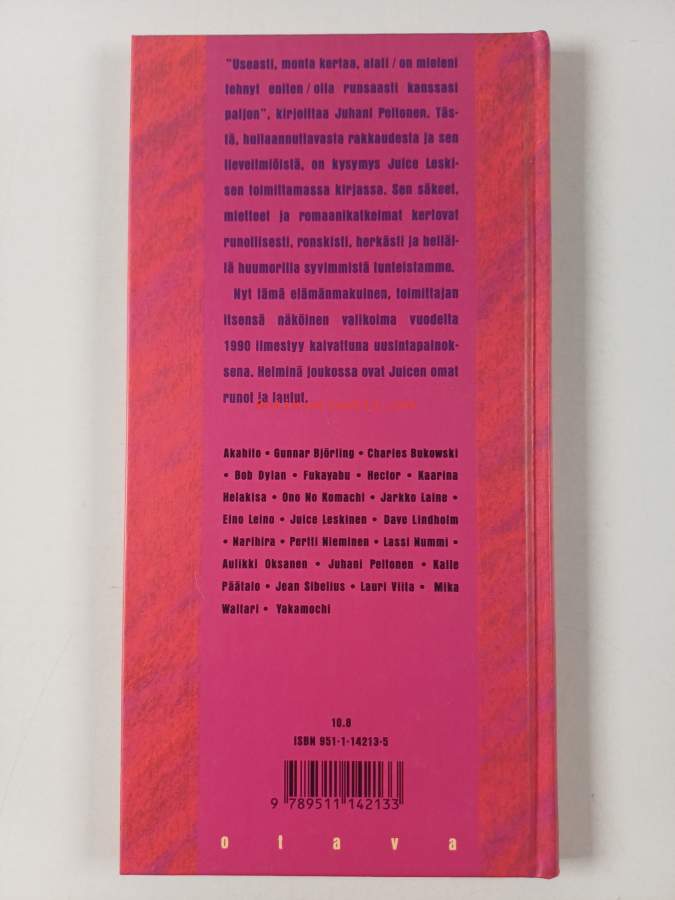 "Useasti, monta kertaa, alati / on mieleni
tehnyt eniten / olla runsaasti kanssasi
paljon", kirjoittaa Juhani Peltonen. Täs-
tä, hullaannuttavasta rakkaudesta ja sen
lieveilmiöistä, on kysymys Juice Leski-
sen toimittamassa kirjassa. Sen säkeet,
mietteet ja romaanikatkelmat kertovat
runollisesti, ronskisti, herkästi ja helläl-
lä huumorilla syvimmistä tunteistamme.
Nyt tämä elämänmakuinen, toimittajan
itsensä näköinen valikoima vuodelta
1990 ilmestyy kaivattuna uusintapainok-
sena. Helminä joukossa ovat Juicen omat
runot ja laulut.
Akahito • Gunnar Björling • Charles Bukowski
• Bob Dylan • Fukayabu • Hector • Kaarina
Helakisa • Ono No Komachi • Jarkko Laine •
Eino Leino • Juice Leskinen • Dave Lindholm
• Narihira • Pertti Nieminen • Lassi Nummi •
Aulikki Oksanen • Juhani Peltonen • Kalle
Päätalo • Jean Sibelius • Lauri Viita • Mika
Waltari • Yakamochi
10.8
ISBN 951-1-14213-5
9 789511 142133
otava